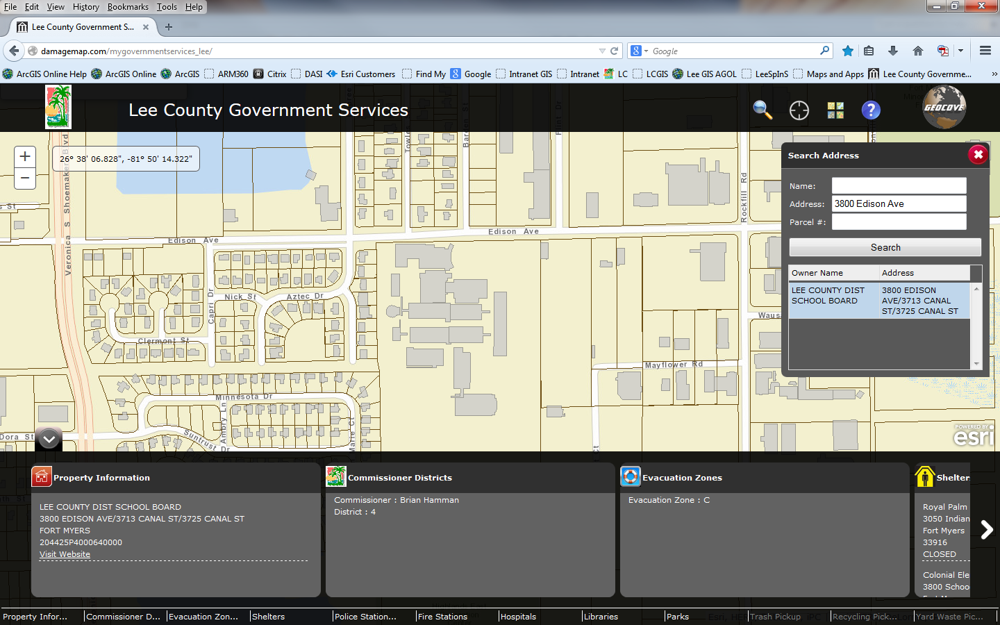 File Edit View History Bookmarks Tools Help
Lee County Government S...
damagemap.com/mygovernmentservices_lee/
Google
ArcGIS Online Help ArcGIS Online ArcGIS ARM360 Citrix DASI Esri Customers Find My Google Intranet GIS Intranet LC LCGIS Lee GIS AGOL LeeSpInS Maps and Apps Lee County Governme...
Lee County Government Services
GEOCOVE
26° 38' 06.828", -81° 50' 14.322"
Search Address
Name:
Address: 3800 Edison Ave
Parcel #:
Search
Owner Name Address
LEE COUNTY DIST SCHOOL BOARD
3800 EDISON AVE/3713 CANAL ST/3725 CANAL ST
Veronica S Shoemaker Blvd
Edison Ave
Edison Ave
Rockfill Rd
Flint Dr
Barden St
Capri Dr
Nick St
Aztec Dr
Clermont St
Mayflower Rd
Minnesota Dr
Ambry Ln
Suntrust Dr
Marie Ct
Dora St
POWERED BY
esri
Property Information
LEE COUNTY DIST SCHOOL BOARD
3800 EDISON AVE/3713 CANAL ST/3725 CANAL ST
FORT MYERS
204425P4000640000
Visit Website
Commissioner Districts
Commissioner : Brian Hamman
District : 4
Evacuation Zones
Evacuation Zone : C
Shelter
Royal Palm
3050 Indian
Fort Myers
33916
CLOSED
Colonial Ele
3800 Schoo
Property Infor... Commissioner D... Evacuation Zon... Shelters Police Station... Fire Stations Hospitals Libraries Parks Trash Pickup Recycling Pick... Yard Waste Pic...